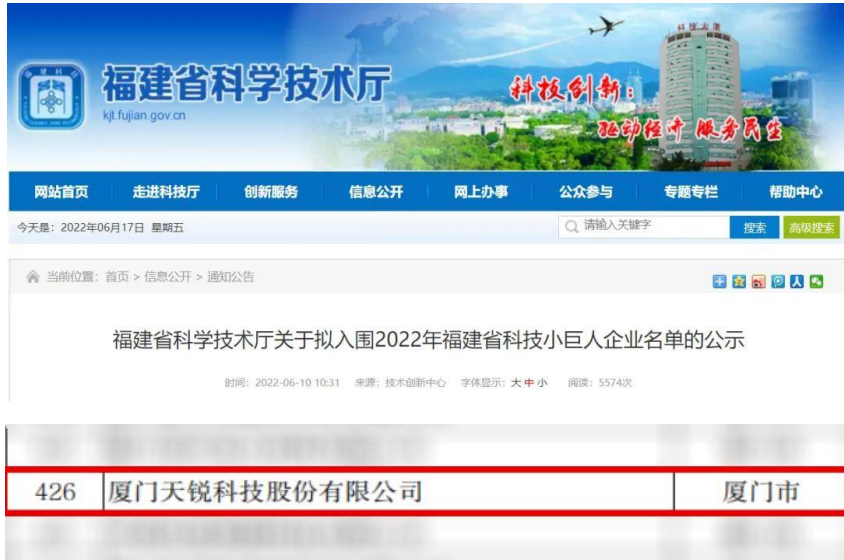 福建省科学技术厅
kjt.fujian.gov.cn
科技大厦
科技创新：
驱动经济 服务民生
网站首页 走进科技厅 创新服务 信息公开 网上办事 公众参与 专题专栏 帮助中心
今天是：2022年06月17日 星期五 请输入关键字 搜索 高级搜索
当前位置：首页 > 信息公开 > 通知公告
福建省科学技术厅关于拟入围2022年福建省科技小巨人企业名单的公示
时间：2022-06-10 10:31 来源：技术创新中心 字体显示：大 中 小 阅读：5574次
426 厦门天锐科技股份有限公司 厦门市